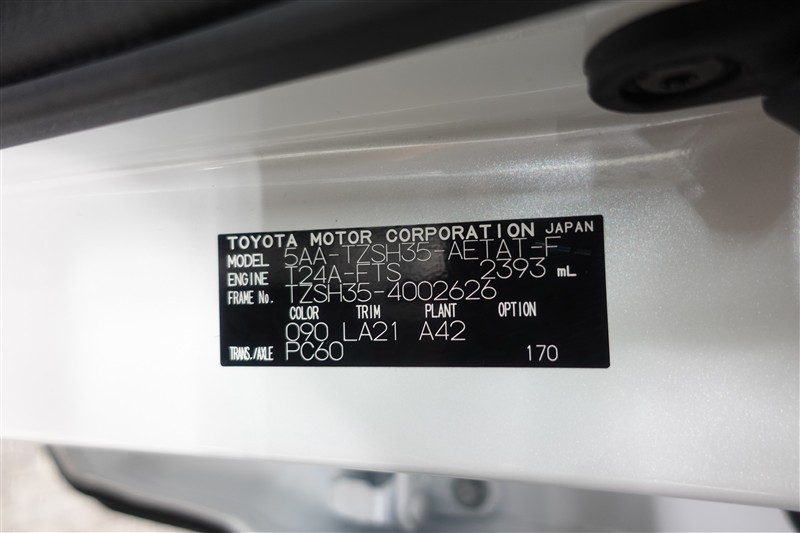 TOYOTA MOTOR CORPORATION JAPAN
MODEL 5AA-TZSH35-AETAT-F
ENGINE T24A-FTS 2393 mL
FRAME No. TZSH35-4002626
COLOR TRIM PLANT OPTION
090 LA21 A42
TRANS./AXLE PC60 170